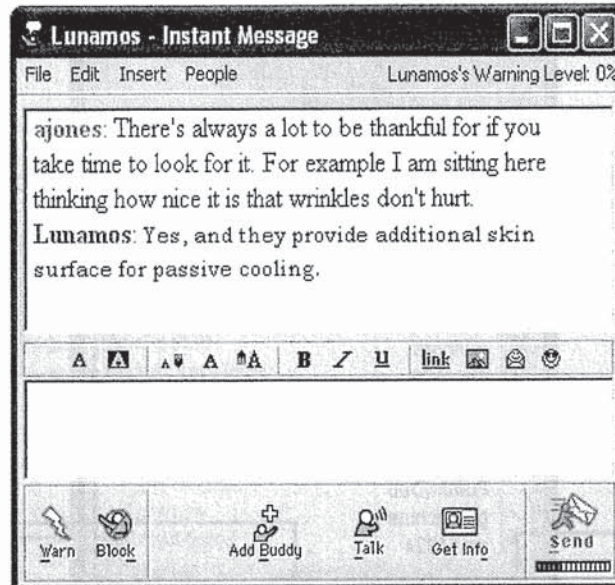 Lunamos - Instant Message
File Edit Insert People Lunamos's Warning Level: 0%
ajones: There's always a lot to be thankful for if you
take time to look for it. For example I am sitting here
thinking how nice it is that wrinkles don't hurt.
Lunamos: Yes, and they provide additional skin
surface for passive cooling.
A A A A A B I U link
Warn Block Add Buddy Talk Get Info Send